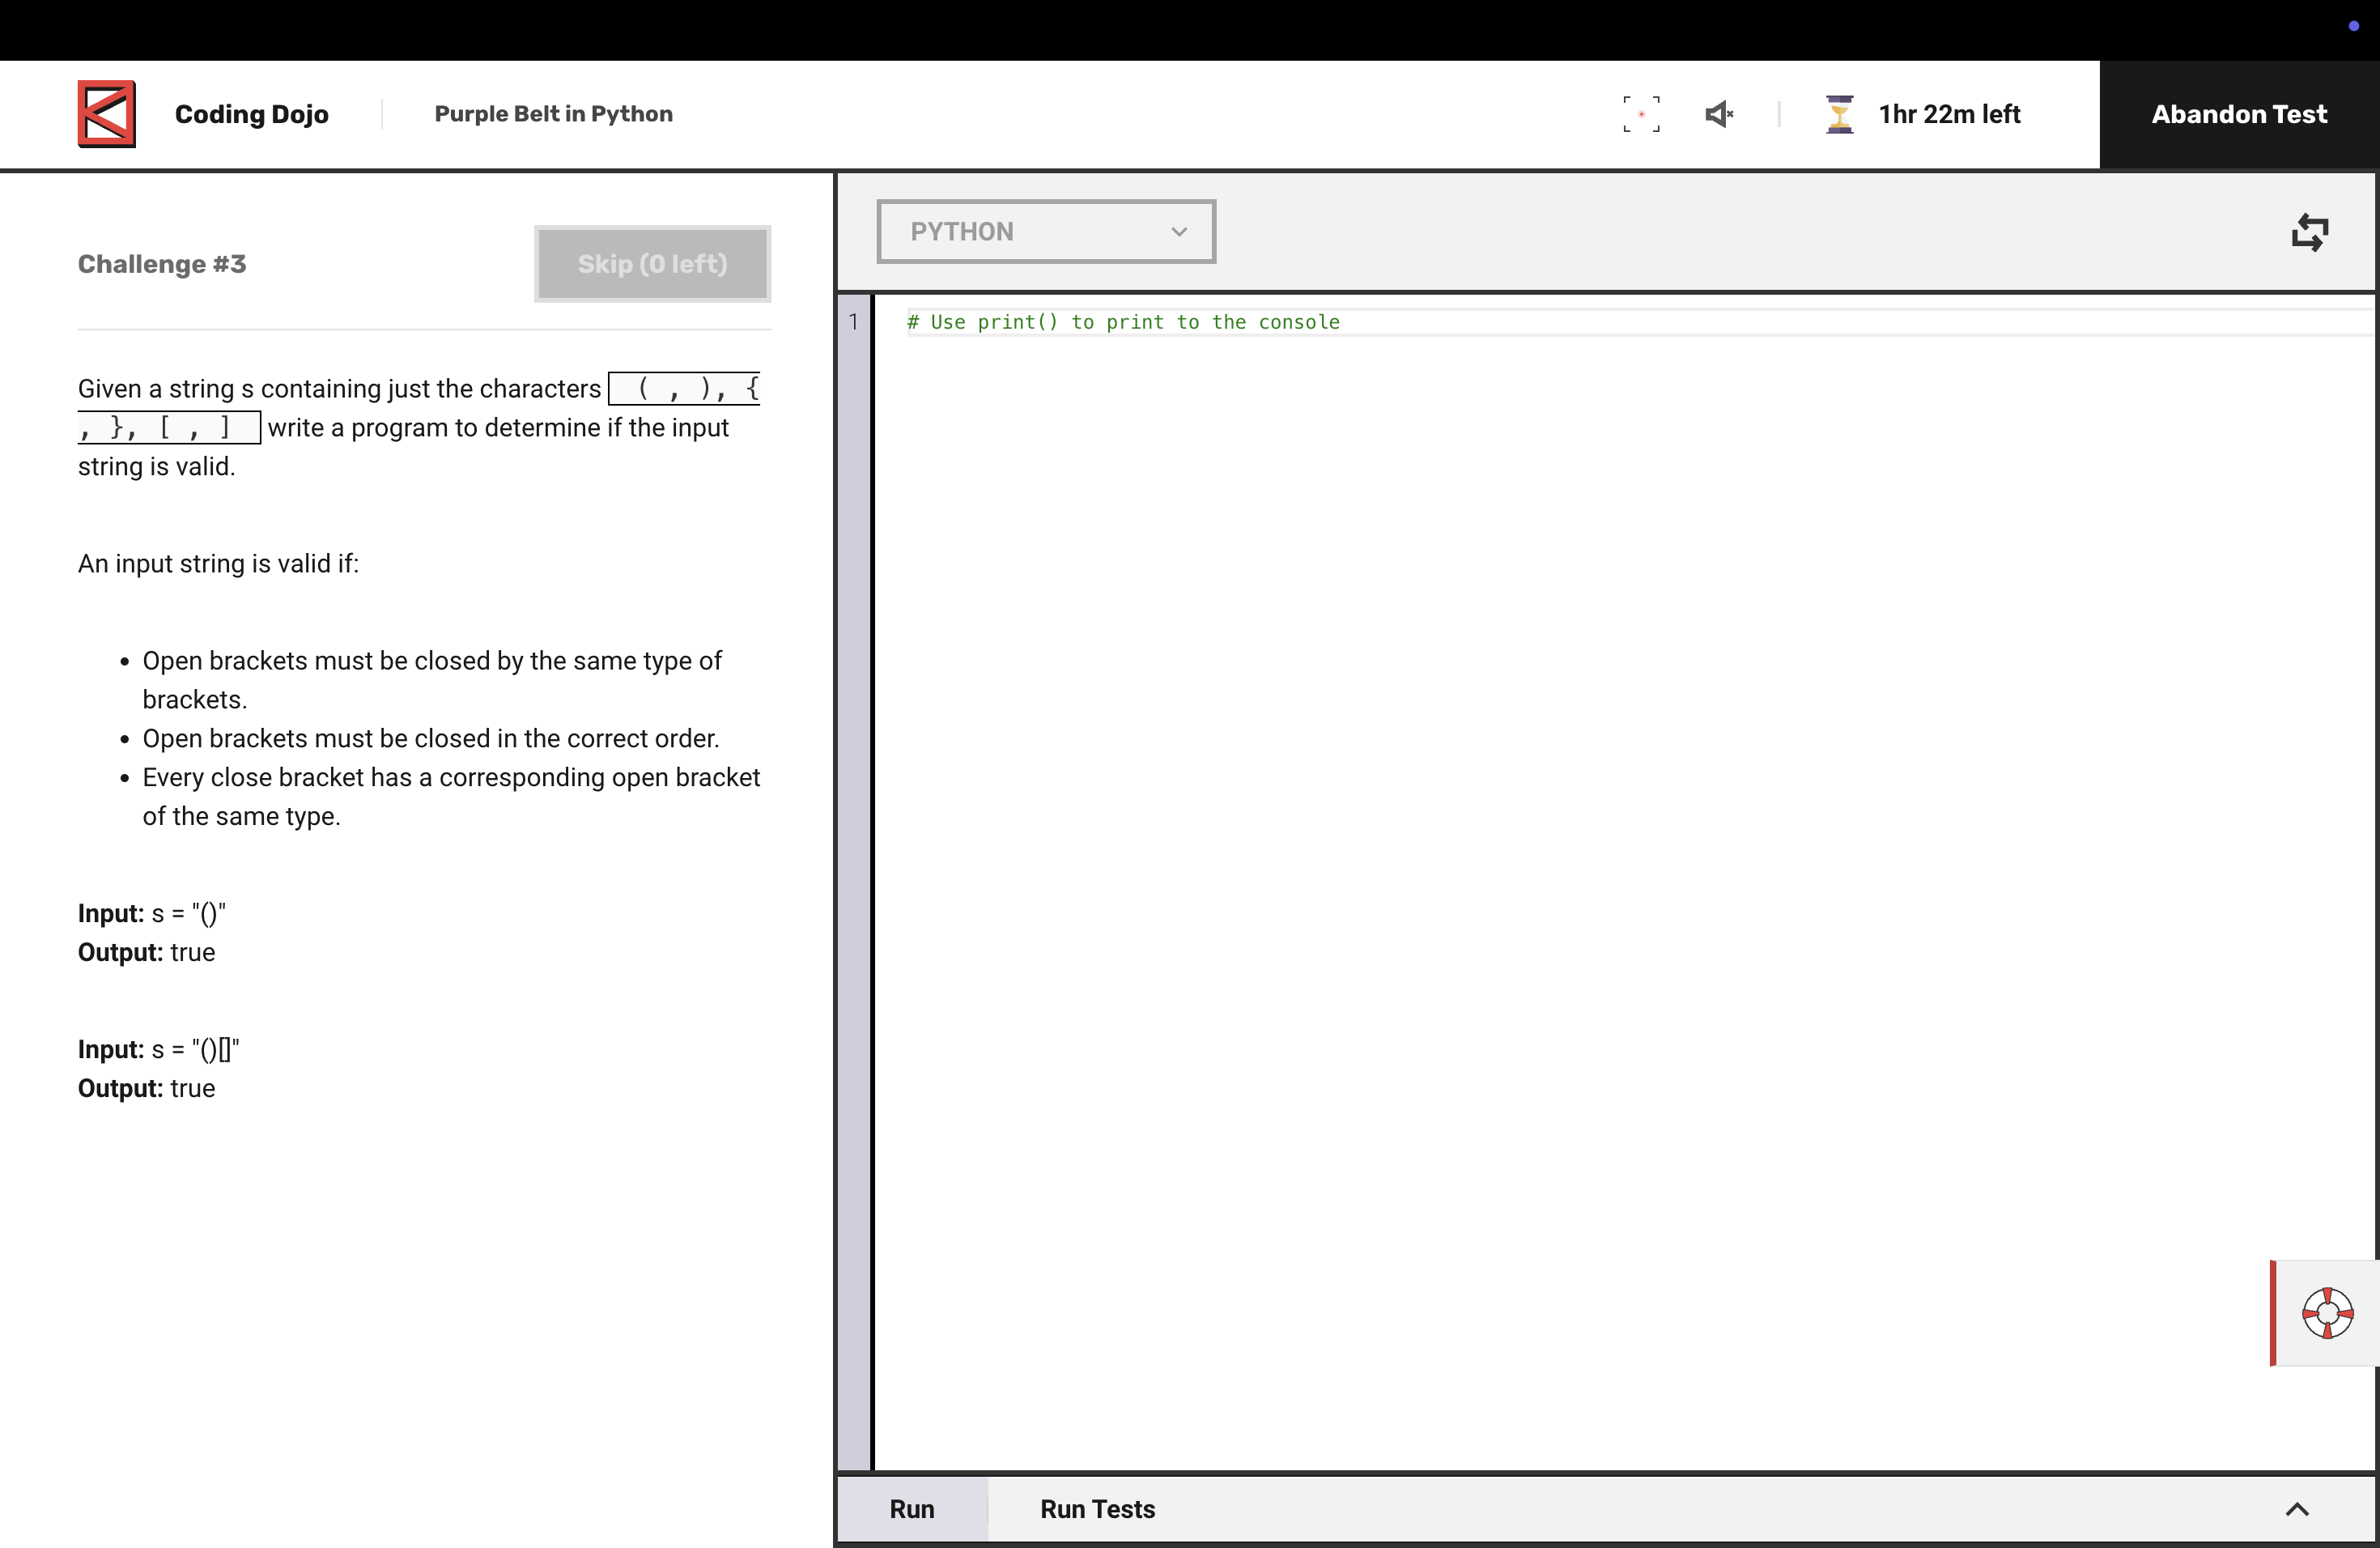 Coding Dojo
Purple Belt in Python
1hr 22m left
Abandon Test
Challenge #3
Skip (0 left)
Given a string s containing just the characters ( , ), {
, }, [ , ] write a program to determine if the input
string is valid.
An input string is valid if:
• Open brackets must be closed by the same type of
brackets.
• Open brackets must be closed in the correct order.
• Every close bracket has a corresponding open bracket
of the same type.
Input: s = "()"
Output: true
Input: s = "()[]"
Output: true
PYTHON
1 # Use print() to print to the console
Run
Run Tests